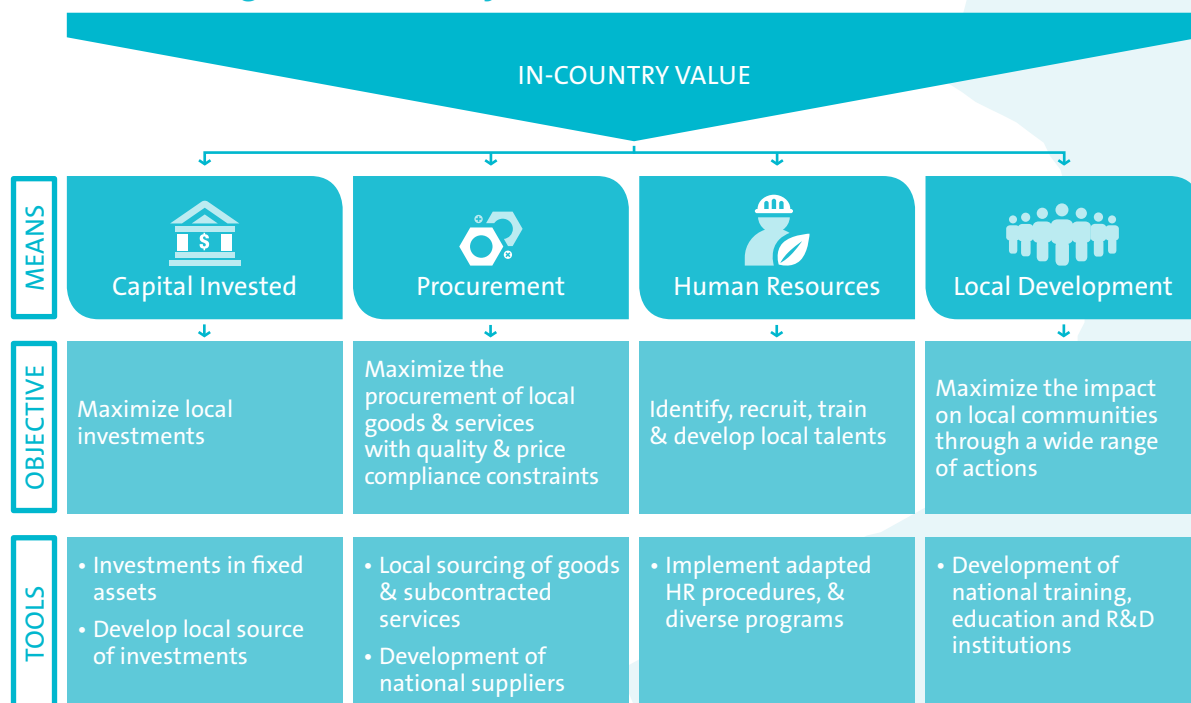 IN-COUNTRY VALUE
MEANS
$
Capital Invested
Procurement
Human Resources
Local Development
OBJECTIVE
Maximize local
investments
Maximize the
procurement of local
goods & services
with quality & price
compliance constraints
Identify, recruit, train
& develop local talents
Maximize the impact
on local communities
through a wide range
of actions
TOOLS
• Investments in fixed
assets
• Develop local source
of investments
• Local sourcing of goods
& subcontracted
services
• Development of
national suppliers
• Implement adapted
HR procedures, &
diverse programs
• Development of
national training,
education and R&D
institutions